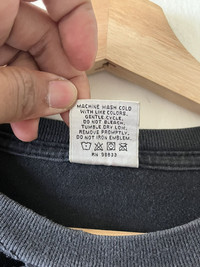 MACHINE WASH COLD
WITH LIKE COLORS,
GENTLE CYCLE.
DO NOT BLEACH.
TUMBLE DRY LOW.
REMOVE PROMPTLY.
DO NOT IRON EMBLEM.
RN 98833